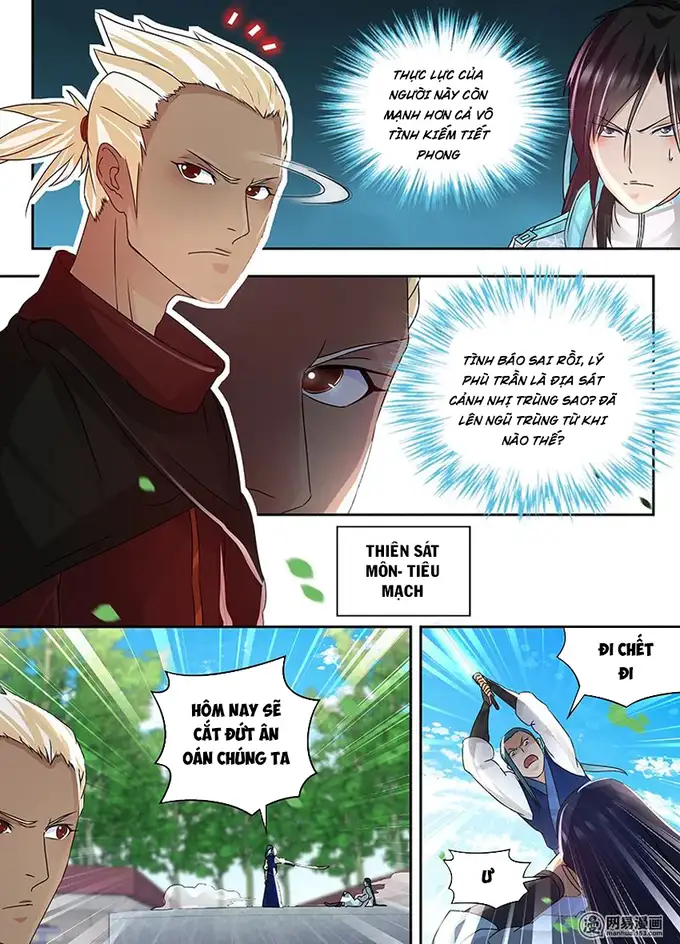 THỰC LỰC CỦA
NGƯỜI NÀY CÒN
MẠNH HƠN CẢ VÔ
TÌNH KIẾM TIẾT
PHONG
TÌNH BÁO SAI RỒI, LÝ
PHÙ TRẦN LÀ ĐỊA SÁT
CẢNH NHỊ TRÙNG SAO? ĐÃ
LÊN NGŨ TRÙNG TỪ KHI
NÀO THẾ?
THIÊN SÁT
MÔN- TIÊU
MẠCH
HÔM NAY SẼ
CẮT ĐỨT ÂN
OÁN CHÚNG TA
ĐI CHẾT
ĐI
Ư
网易漫画
manhua.163.com